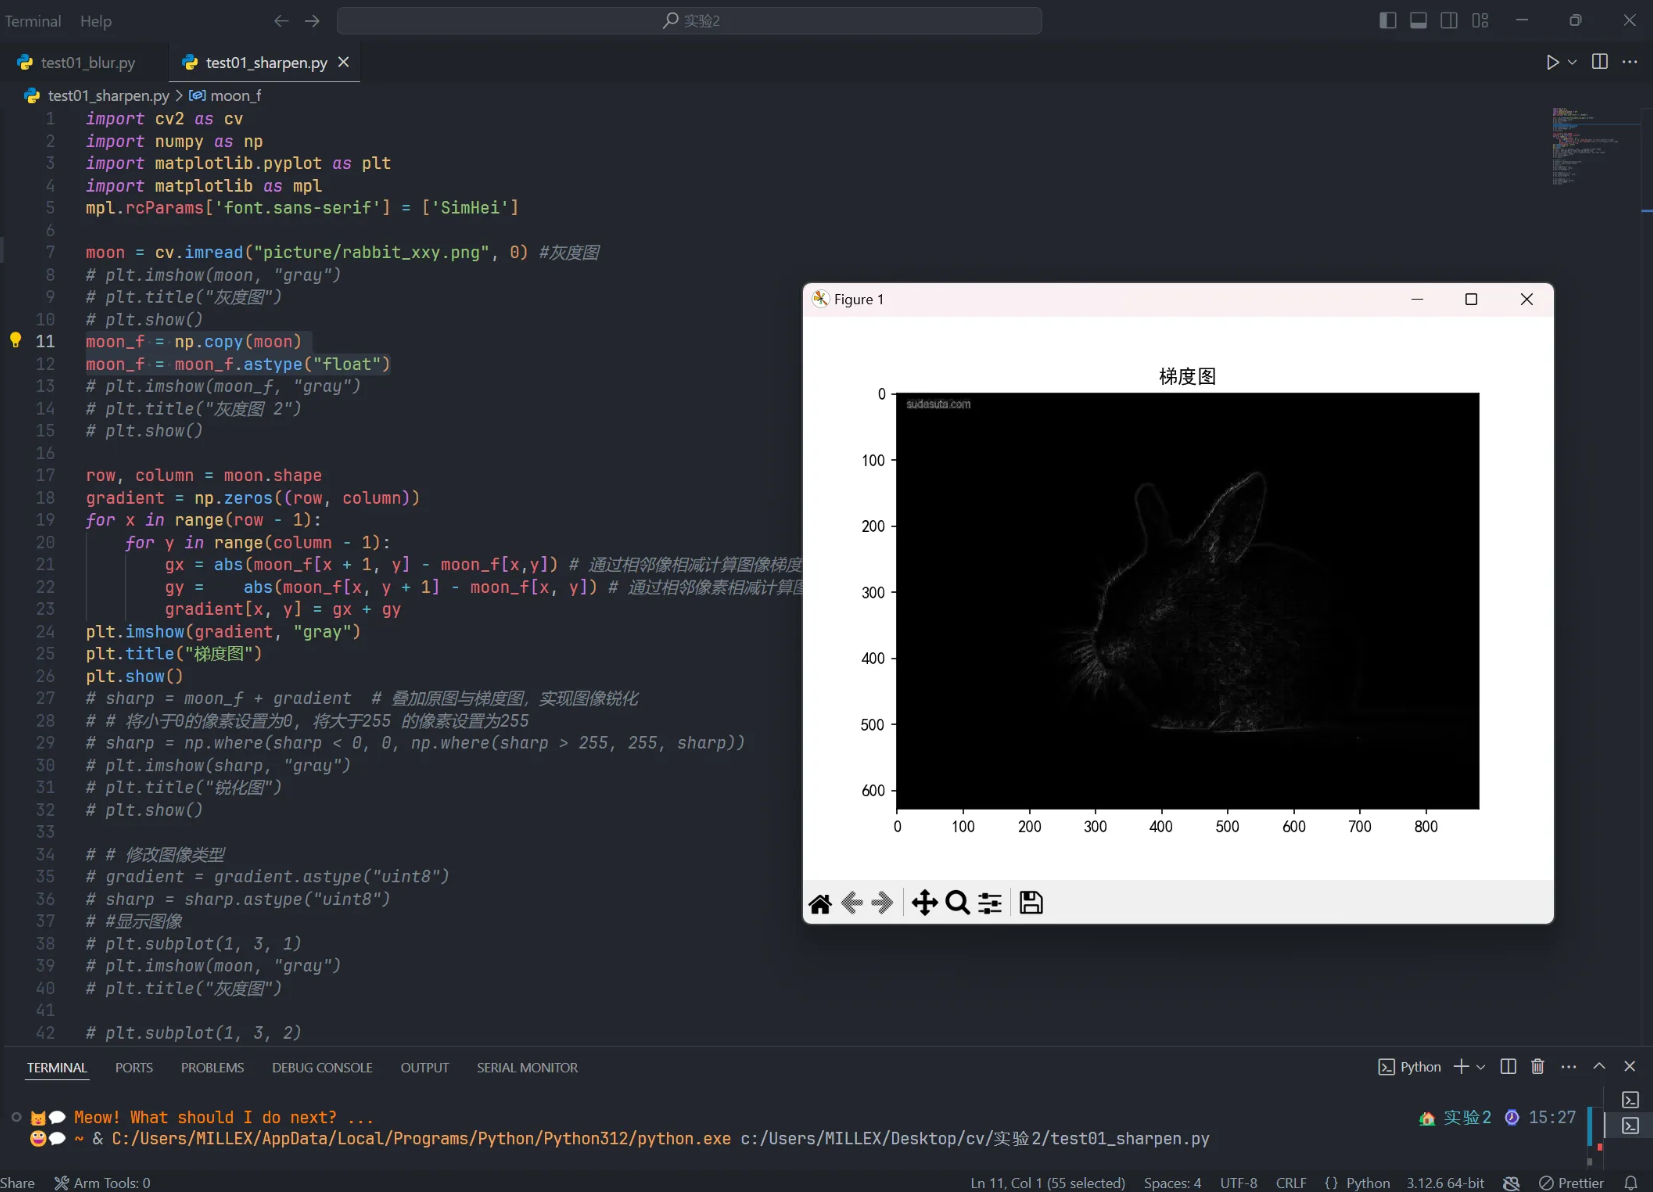 Terminal Help
实验2
test01_blur.py
test01_sharpen.py
test01_sharpen.py > moon_f
1 import cv2 as cv
2 import numpy as np
3 import matplotlib.pyplot as plt
4 import matplotlib as mpl
5 mpl.rcParams['font.sans-serif'] = ['SimHei']
6
7 moon = cv.imread("picture/rabbit_xxy.png", 0) #灰度图
8 # plt.imshow(moon, "gray")
9 # plt.title("灰度图")
10 # plt.show()
11 moon_f = np.copy(moon)
12 moon_f = moon_f.astype("float")
13 # plt.imshow(moon_f, "gray")
14 # plt.title("灰度图 2")
15 # plt.show()
16
17 row, column = moon.shape
18 gradient = np.zeros((row, column))
19 for x in range(row - 1):
20 for y in range(column - 1):
21 gx = abs(moon_f[x + 1, y] - moon_f[x,y]) # 通过相邻像相减计算图像梯度
22 gy =    abs(moon_f[x, y + 1] - moon_f[x, y]) # 通过相邻像素相减计算
23 gradient[x, y] = gx + gy
24 plt.imshow(gradient, "gray")
25 plt.title("梯度图")
26 plt.show()
27 # sharp = moon_f + gradient  # 叠加原图与梯度图，实现图像锐化
28 # # 将小于0的像素设置为0, 将大于255 的像素设置为255
29 # sharp = np.where(sharp < 0, 0, np.where(sharp > 255, 255, sharp))
30 # plt.imshow(sharp, "gray")
31 # plt.title("锐化图")
32 # plt.show()
33
34 # # 修改图像类型
35 # gradient = gradient.astype("uint8")
36 # sharp = sharp.astype("uint8")
37 # #显示图像
38 # plt.subplot(1, 3, 1)
39 # plt.imshow(moon, "gray")
40 # plt.title("灰度图")
41
42 # plt.subplot(1, 3, 2)
Figure 1
梯度图
sudasuta.com
0
100
200
300
400
500
600
0 100 200 300 400 500 600 700 800
TERMINAL PORTS PROBLEMS DEBUG CONSOLE OUTPUT SERIAL MONITOR
Python
Meow! What should I do next? ...
实验2 15:27
~ & C:/Users/MILLEX/AppData/Local/Programs/Python/Python312/python.exe c:/Users/MILLEX/Desktop/cv/实验2/test01_sharpen.py
Share Arm Tools: 0
Ln 11, Col 1 (55 selected) Spaces: 4 UTF-8 CRLF {} Python 3.12.6 64-bit Prettier